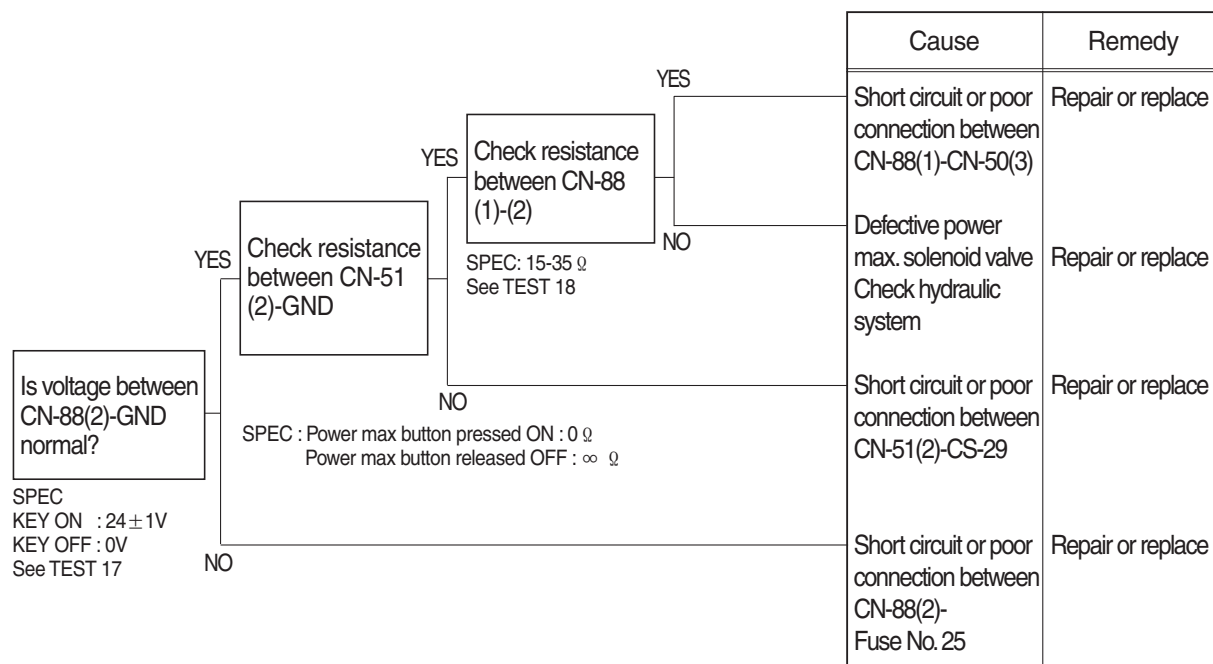 Cause
Remedy
YES
Short circuit or poor
connection between
CN-88(1)-CN-50(3)
Repair or replace
YES
Check resistance
between CN-88
(1)-(2)
NO
SPEC: 15-35 Ω
See TEST 18
Defective power
max. solenoid valve
Check hydraulic
system
Repair or replace
YES
Check resistance
between CN-51
(2)-GND
NO
SPEC : Power max button pressed ON : 0 Ω
Power max button released OFF : ∞ Ω
Short circuit or poor
connection between
CN-51(2)-CS-29
Repair or replace
Is voltage between
CN-88(2)-GND
normal?
SPEC
KEY ON : 24±1V
KEY OFF : 0V
See TEST 17
NO
Short circuit or poor
connection between
CN-88(2)-
Fuse No. 25
Repair or replace